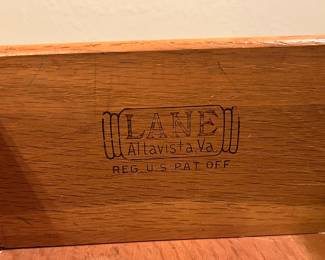 LANE
Altavista, Va.
REG. U.S. PAT. OFF.